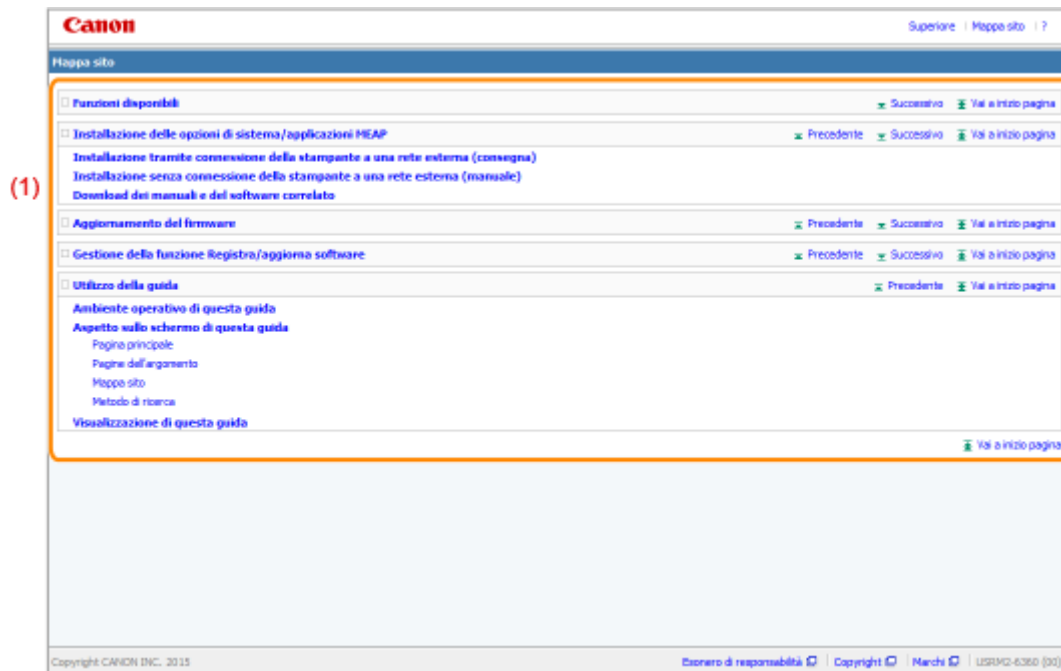 Canon
Superiore | Mappa sito | ?
Mappa sito
(1)
Funzioni disponibili Successivo Vai a inizio pagina
Installazione delle opzioni di sistema/applicazioni MEAP Precedente Successivo Vai a inizio pagina
Installazione tramite connessione della stampante a una rete esterna (consegna)
Installazione senza connessione della stampante a una rete esterna (manuale)
Download dei manuali e del software correlato
Aggiornamento del firmware Precedente Successivo Vai a inizio pagina
Gestione della funzione Registra/aggiorna software Precedente Successivo Vai a inizio pagina
Utilizzo della guida Precedente Vai a inizio pagina
Ambiente operativo di questa guida
Aspetto sullo schermo di questa guida
Pagina principale
Pagine dell'argomento
Mappa sito
Metodo di ricerca
Visualizzazione di questa guida
Vai a inizio pagina
Copyright CANON INC. 2015 Esonero di responsabilità | Copyright | Marchi | USRM2-6360 (00)